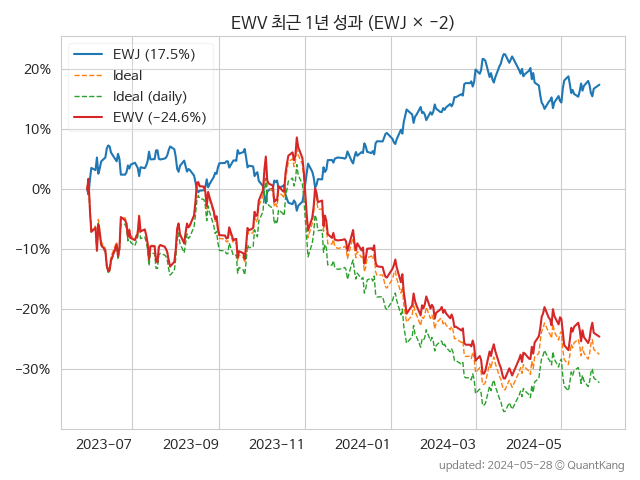 EWV 최근 1년 성과 (EWJ × −2)
EWJ (17.5%)
Ideal
Ideal (daily)
EWV (−24.6%)
20%
10%
0%
−10%
−20%
−30%
2023−07
2023−09
2023−11
2024−01
2024−03
2024−05
updated: 2024-05-28 © QuantKang